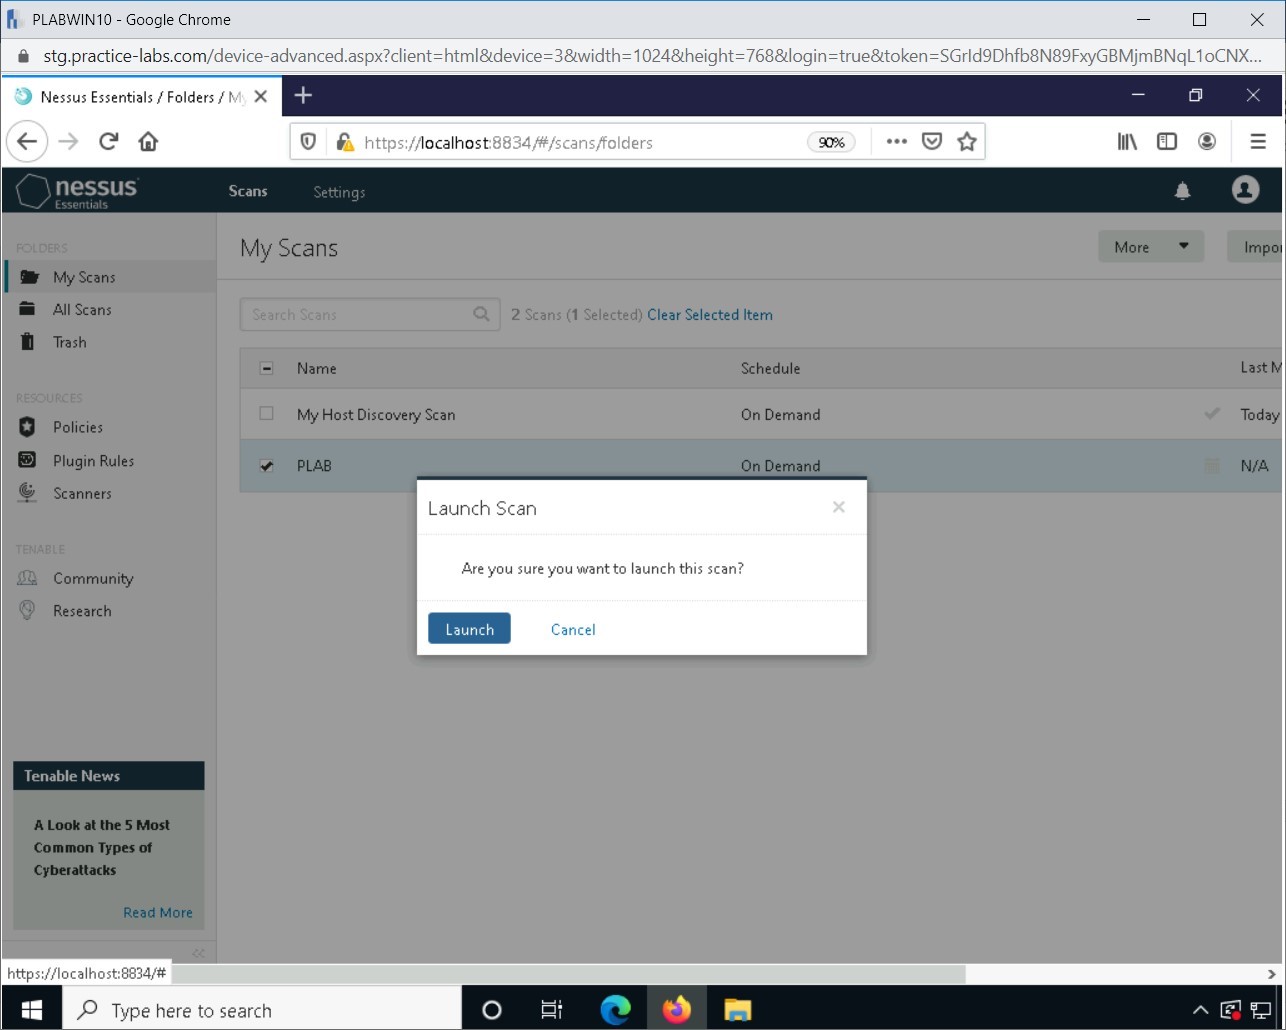 PLABWIN10 - Google Chrome
stg.practice-labs.com/device-advanced.aspx?client=html&device=3&width=1024&height=768&login=true&token=SGrId9Dhfb8N89FxyGBMjmBNqL1oCNX...
Nessus Essentials / Folders / My
https://localhost:8834/#/scans/folders
90%
nessus
Essentials
Scans
Settings
FOLDERS
My Scans
All Scans
Trash
RESOURCES
Policies
Plugin Rules
Scanners
TENABLE
Community
Research
Tenable News
A Look at the 5 Most
Common Types of
Cyberattacks
Read More
My Scans
More
Impor
Search Scans
2 Scans (1 Selected) Clear Selected Item
Name Schedule Last M
My Host Discovery Scan On Demand Today
PLAB On Demand N/A
Launch Scan
Are you sure you want to launch this scan?
Launch
Cancel
https://localhost:8834/#
Type here to search